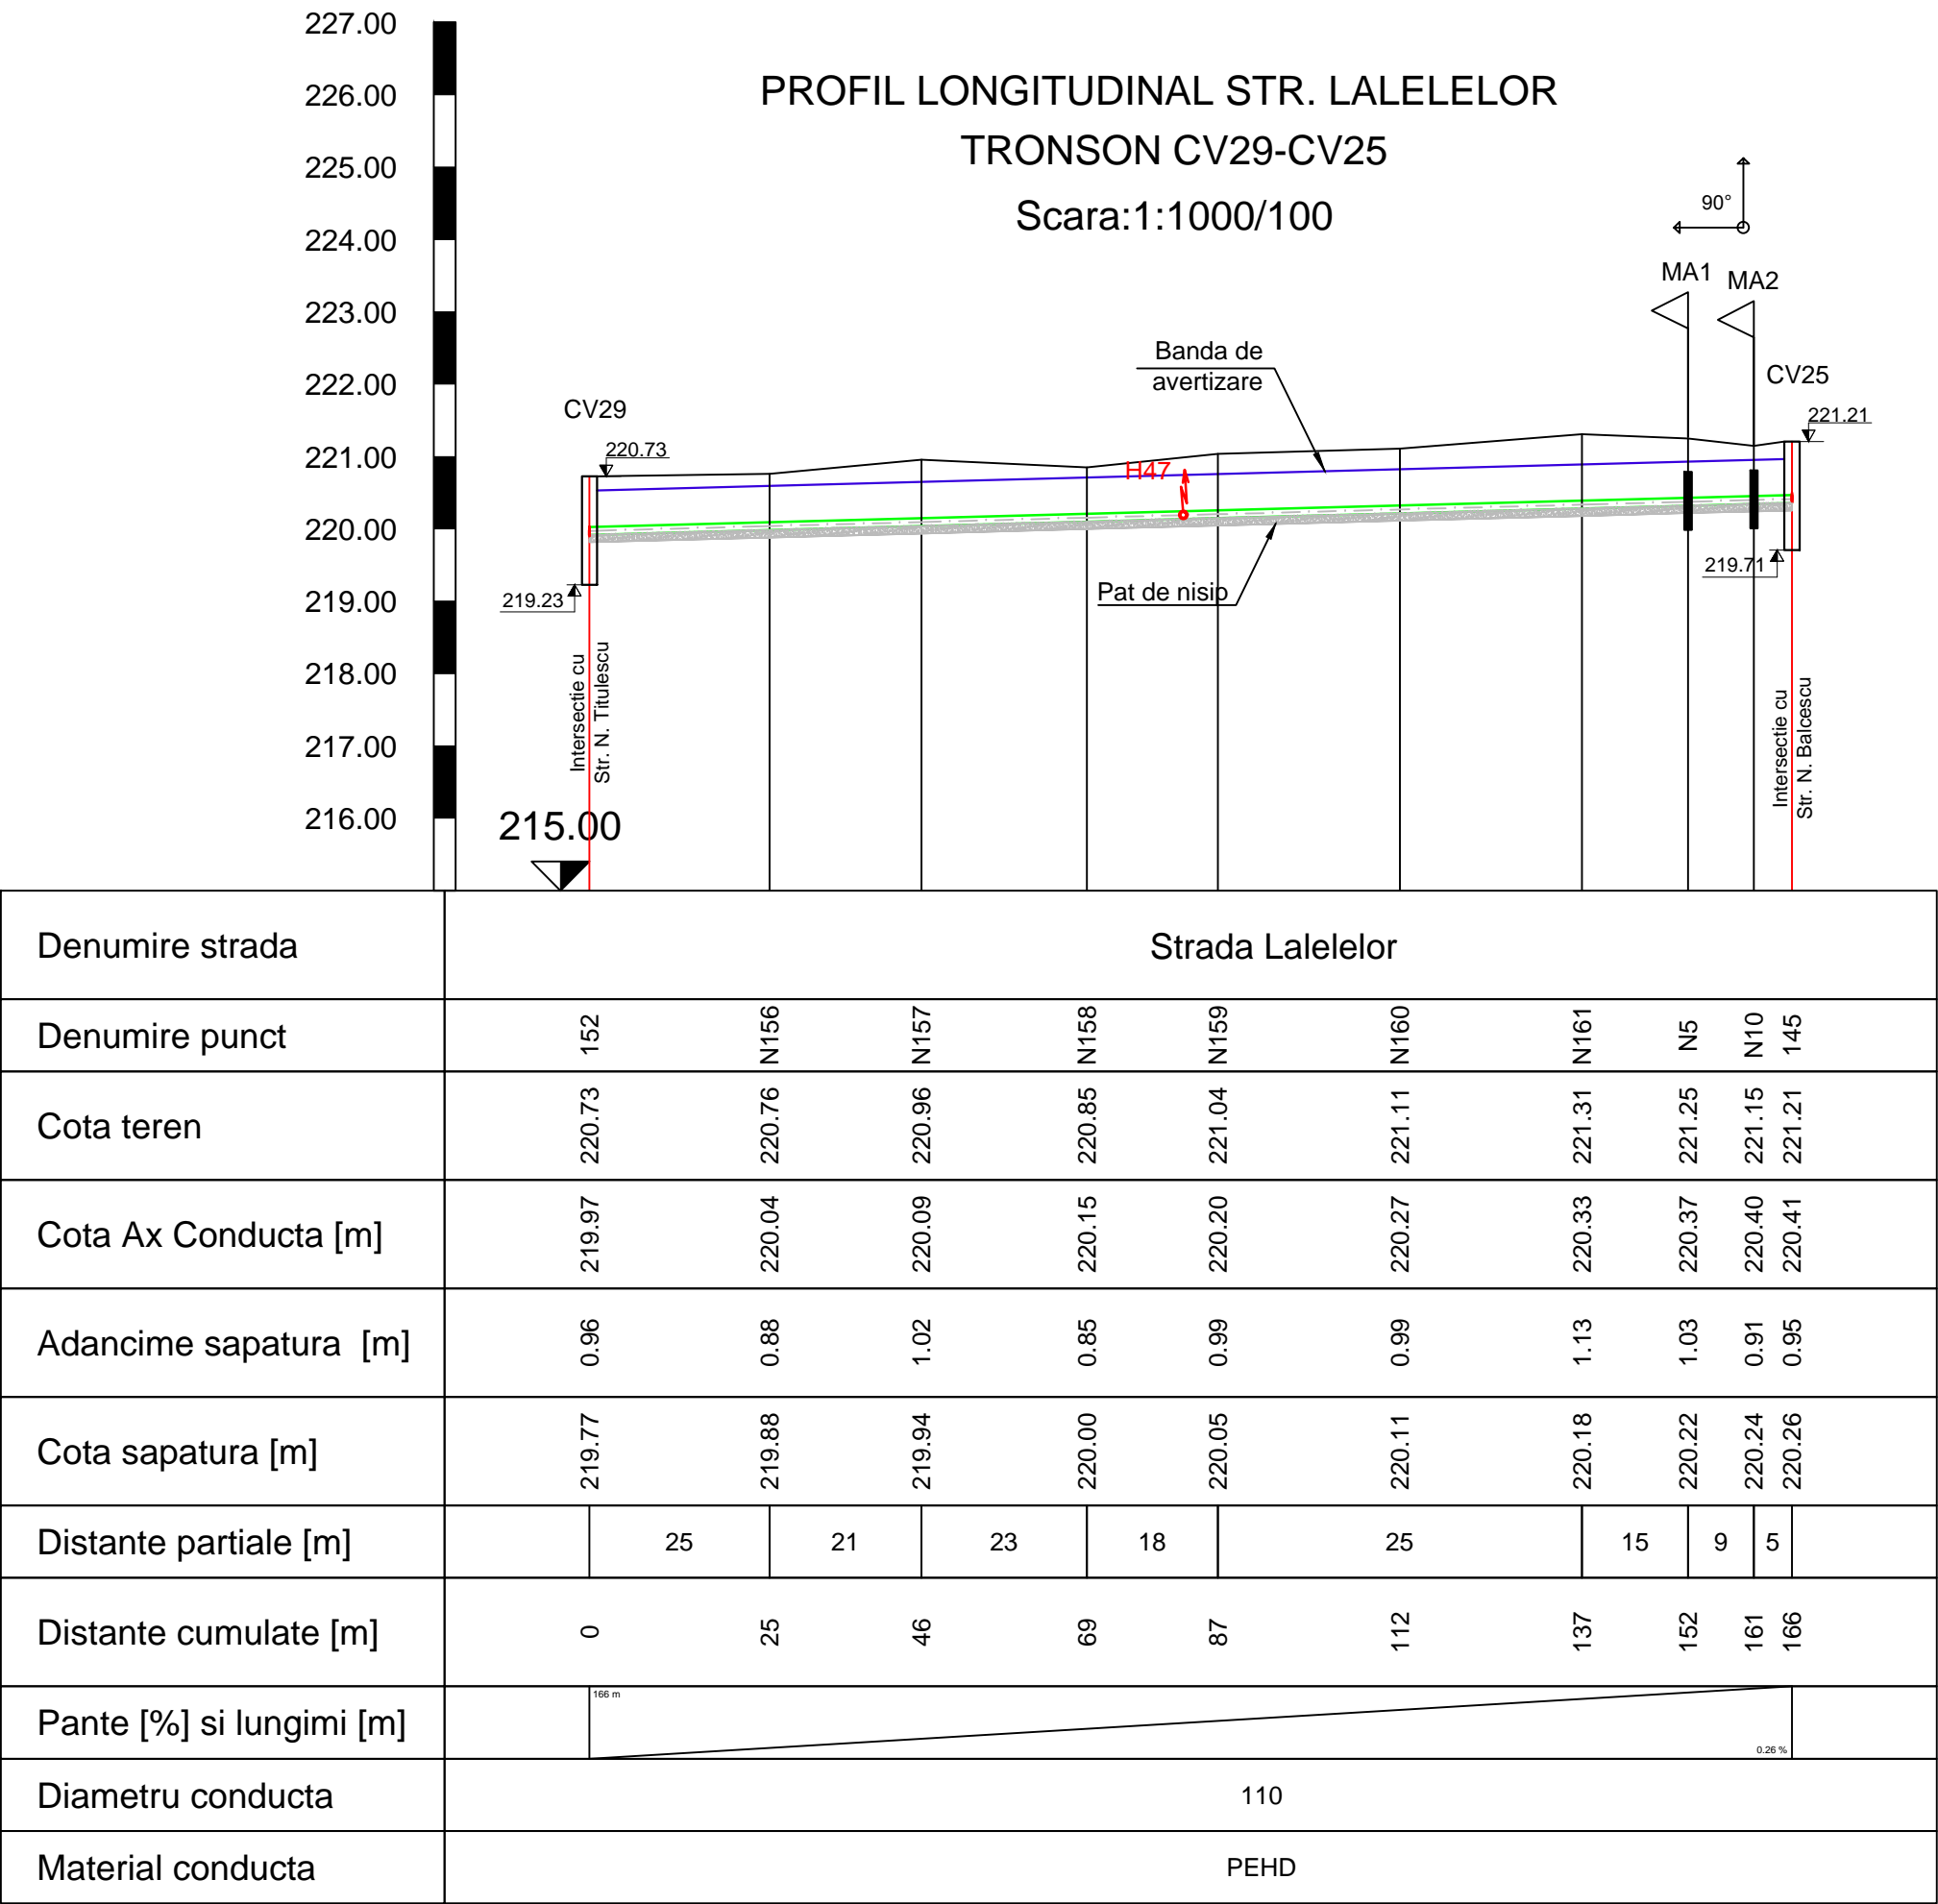 227.00
226.00
225.00
224.00
223.00
222.00
221.00
220.00
219.00
218.00
217.00
216.00
PROFIL LONGITUDINAL STR. LALELELOR
TRONSON CV29-CV25
Scara:1:1000/100
90°
MA1
MA2
Banda de
avertizare
CV25
221.21
CV29
220.73
H47
219.71
219.23
Pat de nisip
Intersectie cu
Str. N. Titulescu
Intersectie cu
Str. N. Balcescu
215.00
Denumire strada
Strada Lalelelor
Denumire punct 152 N156 N157 N158 N159 N160 N161 N5 N10 145
Cota teren 220.73 220.76 220.96 220.85 221.04 221.11 221.31 221.25 221.15 221.21
Cota Ax Conducta [m] 219.97 220.04 220.09 220.15 220.20 220.27 220.33 220.37 220.40 220.41
Adancime sapatura [m] 0.96 0.88 1.02 0.85 0.99 0.99 1.13 1.03 0.91 0.95
Cota sapatura [m] 219.77 219.88 219.94 220.00 220.05 220.11 220.18 220.22 220.24 220.26
Distante partiale [m] 25 21 23 18 25 15 9 5
Distante cumulate [m] 0 25 46 69 87 112 137 152 161 166
Pante [%] si lungimi [m]
166 m
0.26 %
Diametru conducta 110
Material conducta PEHD